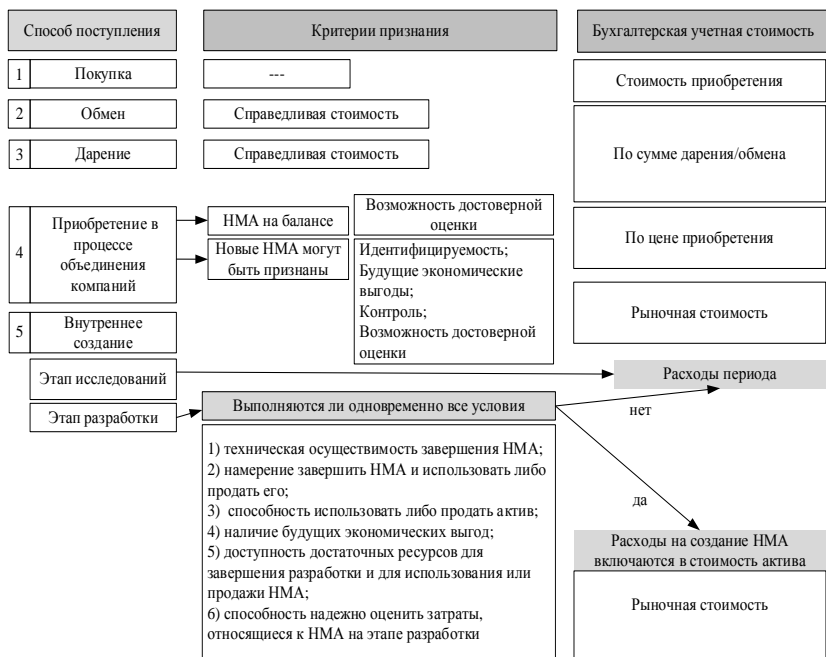 Способ поступления
Критерии признания
Бухгалтерская учетная стоимость
1
Покупка
---
Стоимость приобретения
2
Обмен
Справедливая стоимость
3
Дарение
Справедливая стоимость
По сумме дарения/обмена
4
Приобретение в
процессе
объединения
компаний
НМА на балансе
Возможность достоверной
оценки
Новые НМА могут
быть признаны
Идентифицируемость;
Будущие экономические
выгоды;
Контроль;
Возможность достоверной
оценки
По цене приобретения
Рыночная стоимость
5
Внутреннее
создание
Этап исследований
Расходы периода
Этап разработки
Выполняются ли одновременно все условия
нет
да
1) техническая осуществимость завершения НМА;
2) намерение завершить НМА и использовать либо
продать его;
3) способность использовать либо продать актив;
4) наличие будущих экономических выгод;
5) доступность достаточных ресурсов для
завершения разработки и для использования или
продажи НМА;
6) способность надежно оценить затраты,
относящиеся к НМА на этапе разработки
Расходы на создание НМА
включаются в стоимость актива
Рыночная стоимость